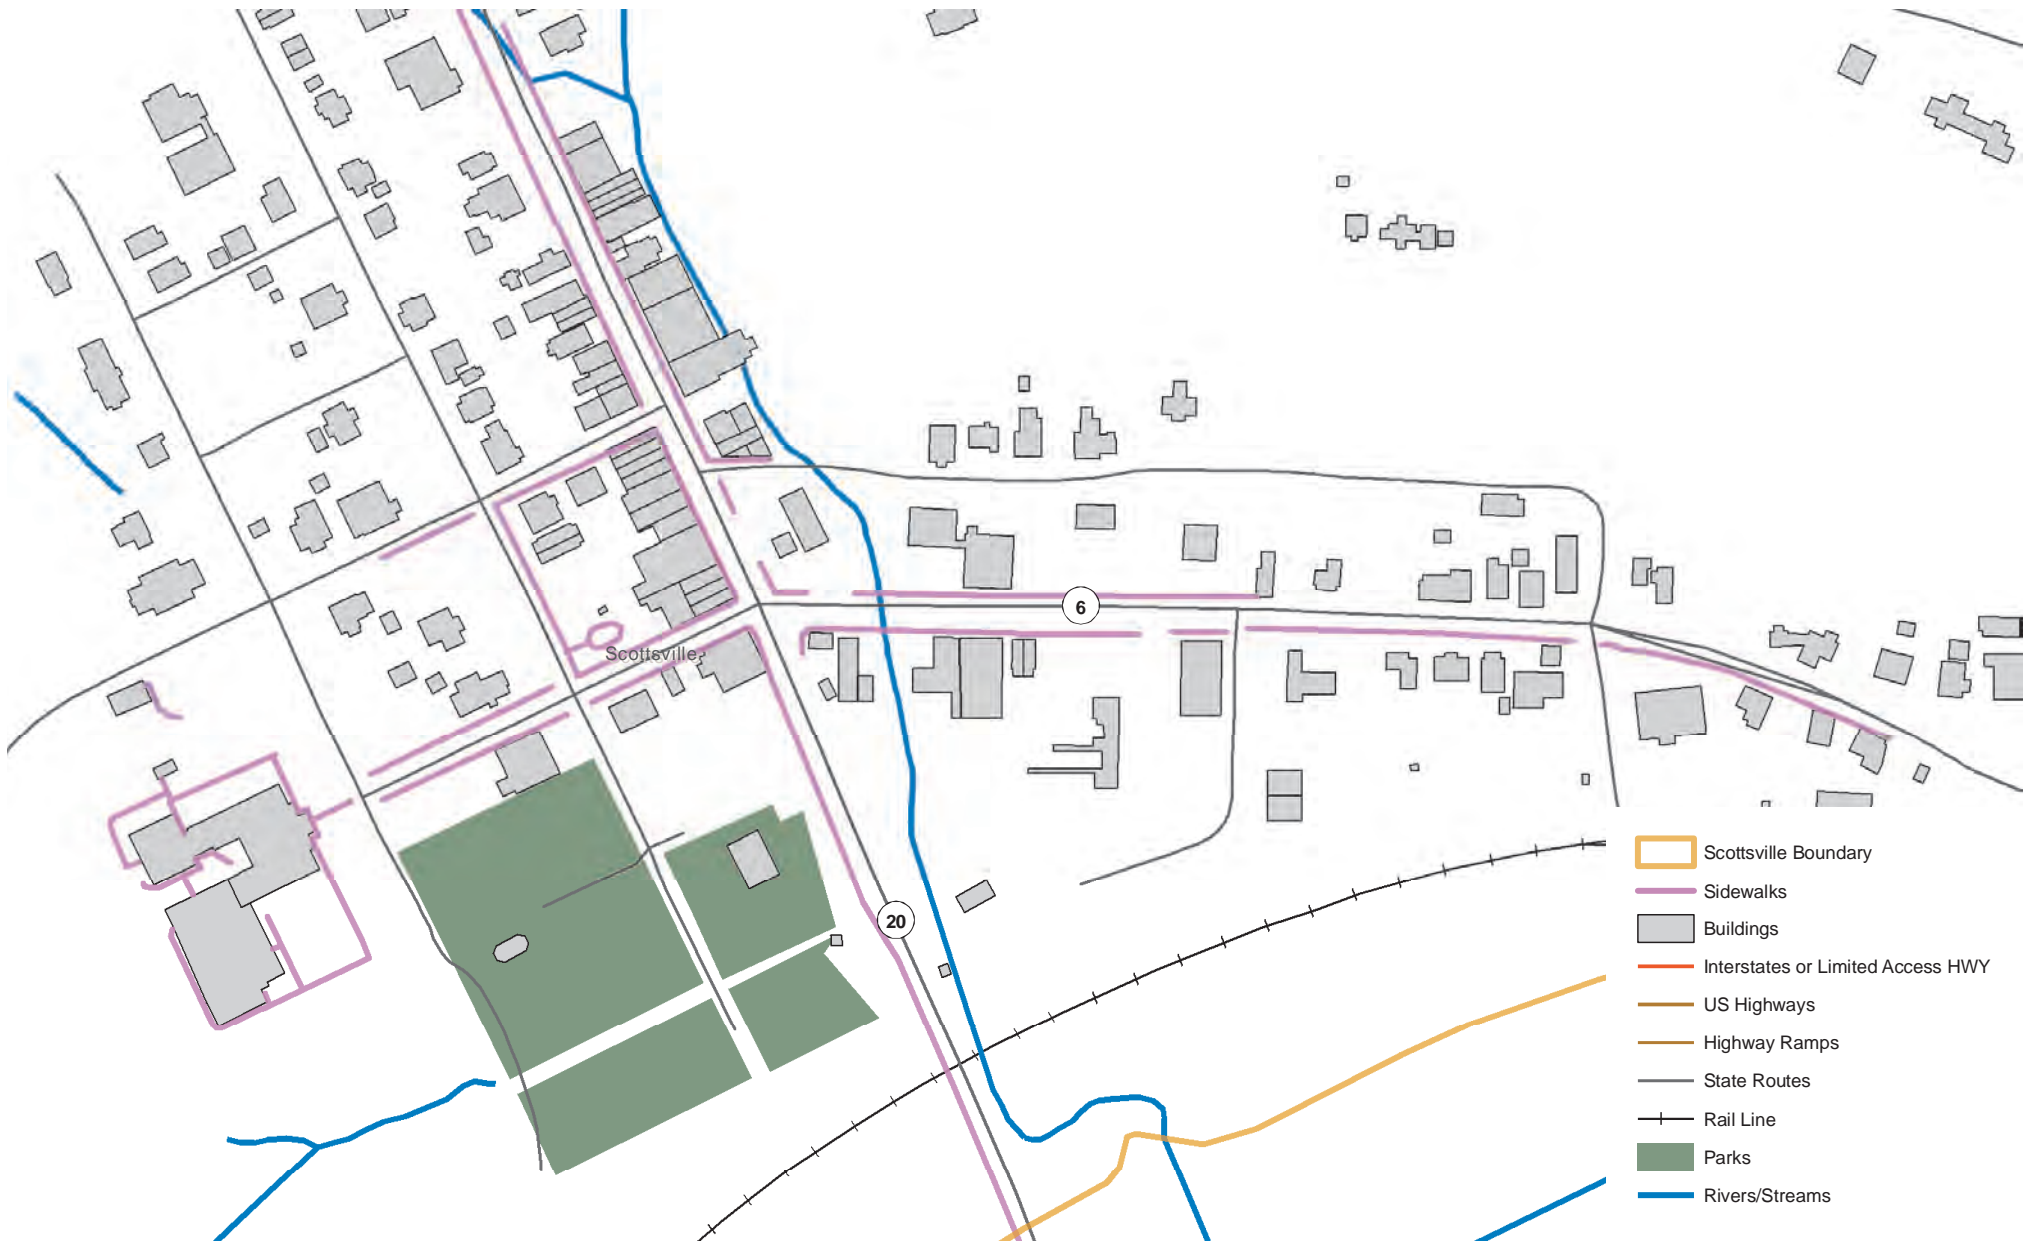 6
Scottsville
20
Scottsville Boundary
Sidewalks
Buildings
Interstates or Limited Access HWY
US Highways
Highway Ramps
State Routes
Rail Line
Parks
Rivers/Streams